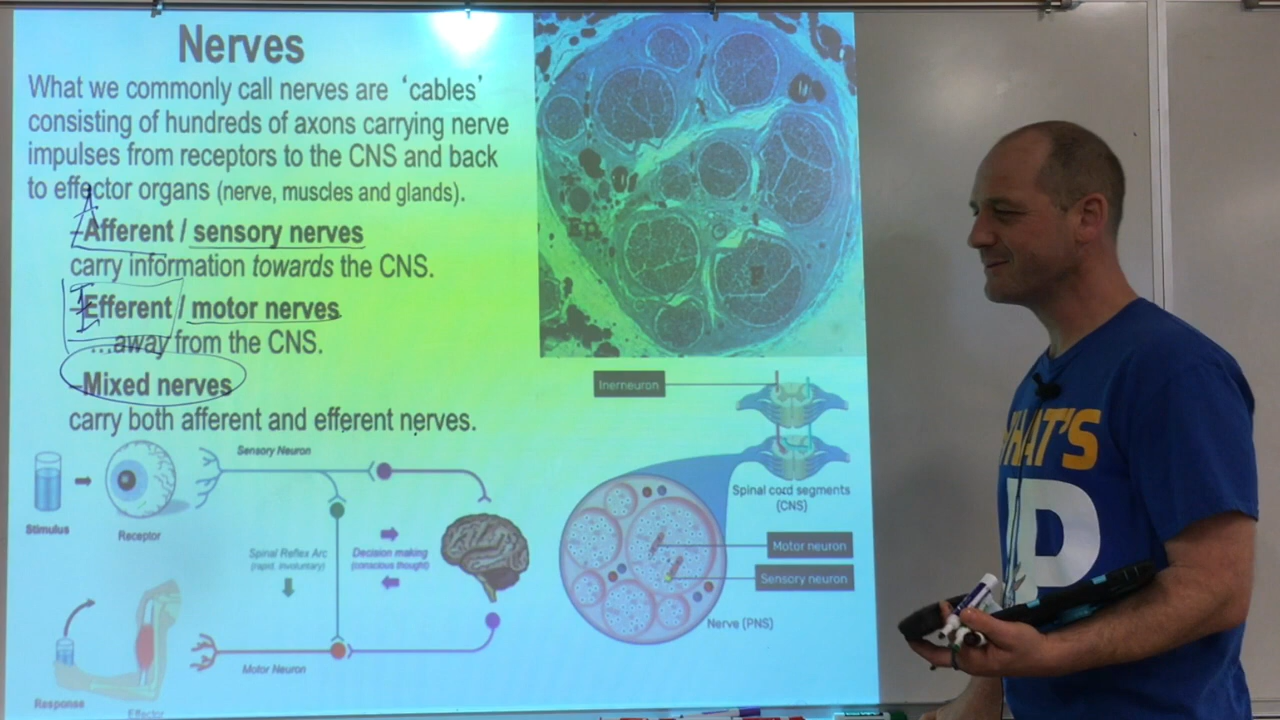 Nerves
What we commonly call nerves are ‘cables’
consisting of hundreds of axons carrying nerve
impulses from receptors to the CNS and back
to effector organs (nerve, muscles and glands).
A
-Afferent / sensory nerves
carry information towards the CNS.
-Efferent / motor nerves
...away from the CNS.
-Mixed nerves
carry both afferent and efferent nerves.
Stimulus
Receptor
Sensory Neuron
Spinal Reflex Arc
(rapid, involuntary)
Decision making
(conscious thought)
Motor Neuron
Response
Effector
Ep
Inerneuron
Spinal cord segments
(CNS)
Motor neuron
Sensory neuron
Nerve (PNS)
WHAT'S
P